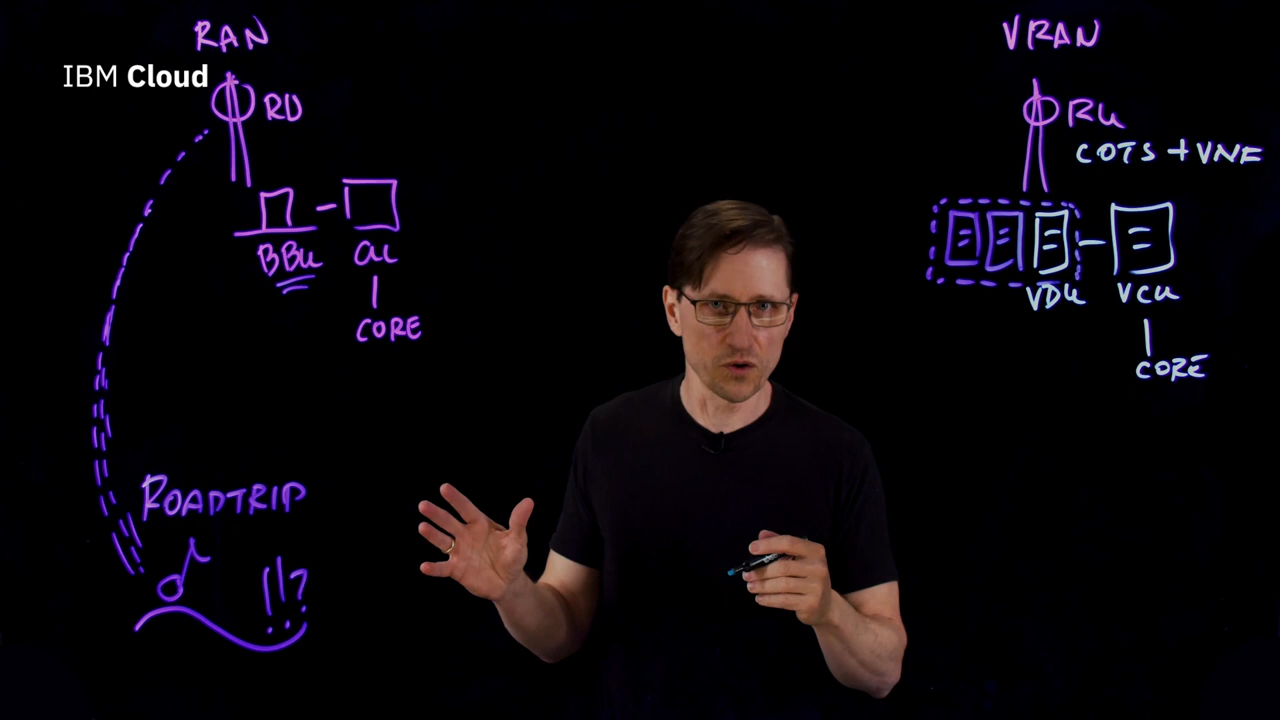 RAN
IBM Cloud
RU
BBU
CU
CORE
ROADTRIP
!!?
VRAN
RU
COTS + VNF
VDU
VCU
CORE